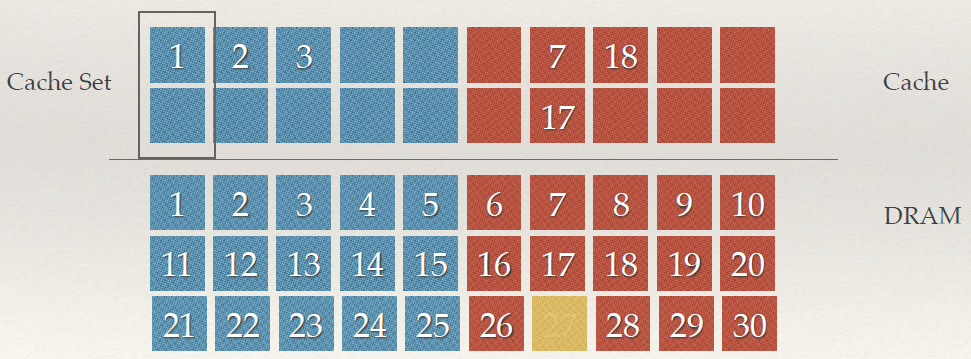 1 2 3 7 18
Cache Set Cache
17
1 2 3 4 5 6 7 8 9 10
DRAM
11 12 13 14 15 16 17 18 19 20
21 22 23 24 25 26 27 28 29 30